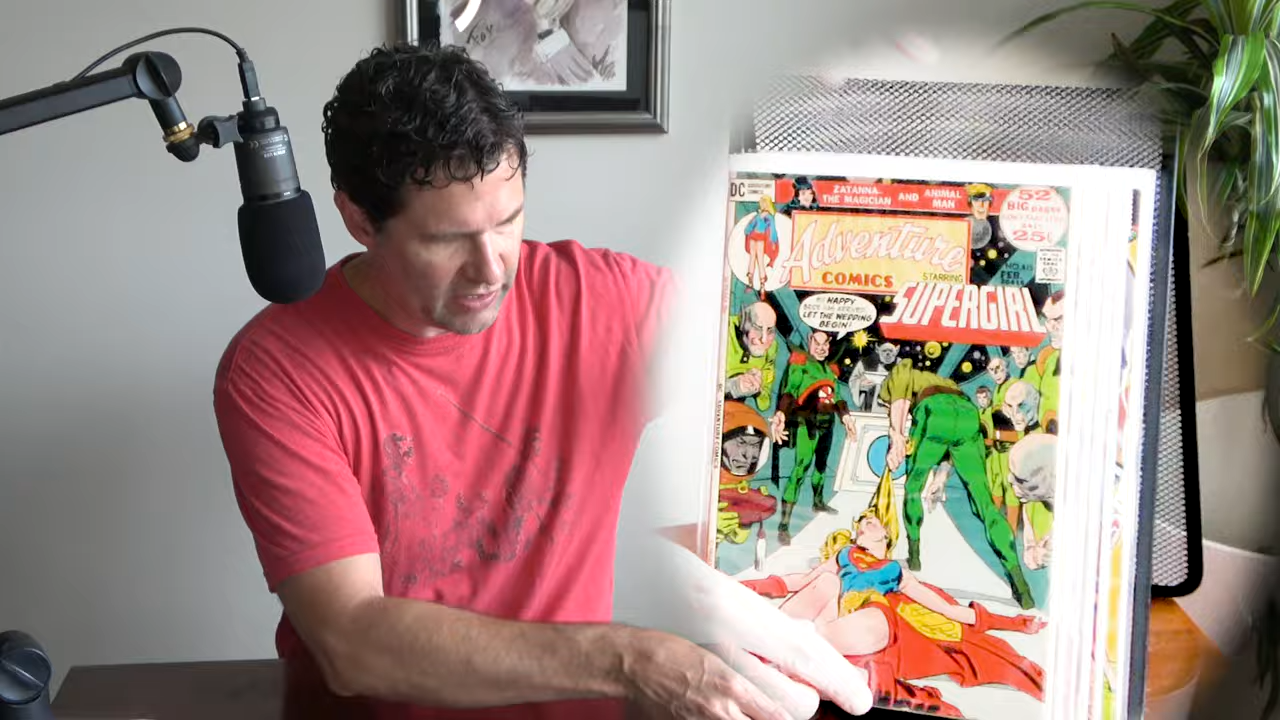 DC
ZATANNA THE MAGICIAN AND ANIMAL MAN
52
BIG PAGES
25¢
Adventure
COMICS
STARRING
SUPERGIRL
FEB.
LET THE WEDDING
BEGIN!